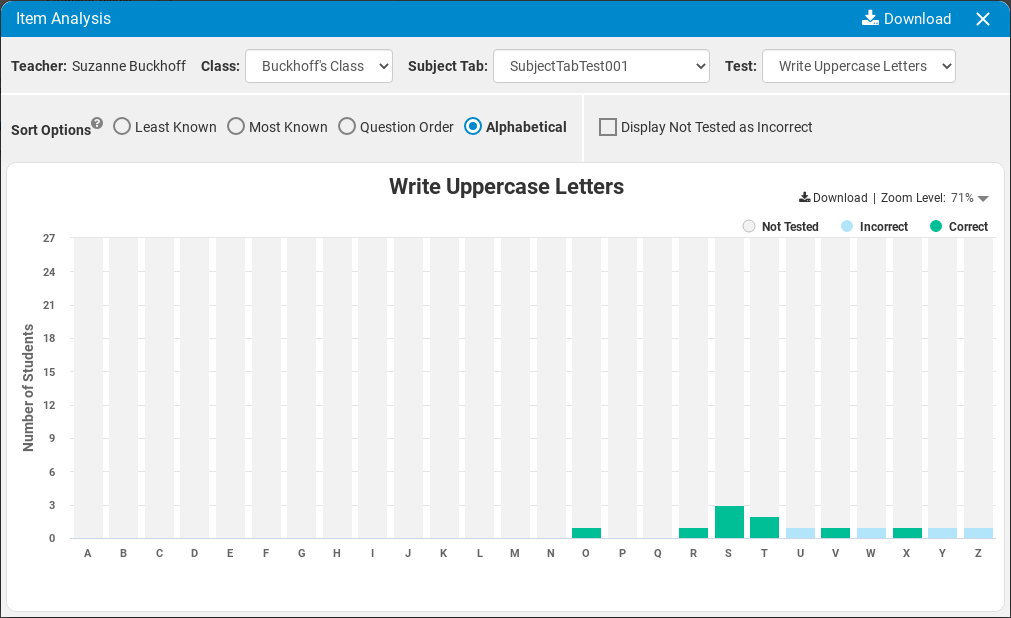 Item Analysis Download
Teacher: Suzanne Buckhoff Class: Buckhoff's Class Subject Tab: SubjectTabTest001 Test: Write Uppercase Letters
Sort Options ? Least Known Most Known Question Order Alphabetical Display Not Tested as Incorrect
Write Uppercase Letters
Download | Zoom Level: 71%
Not Tested Incorrect Correct
Number of Students
27
24
21
18
15
12
9
6
3
0
A B C D E F G H I J K L M N O P Q R S T U V W X Y Z